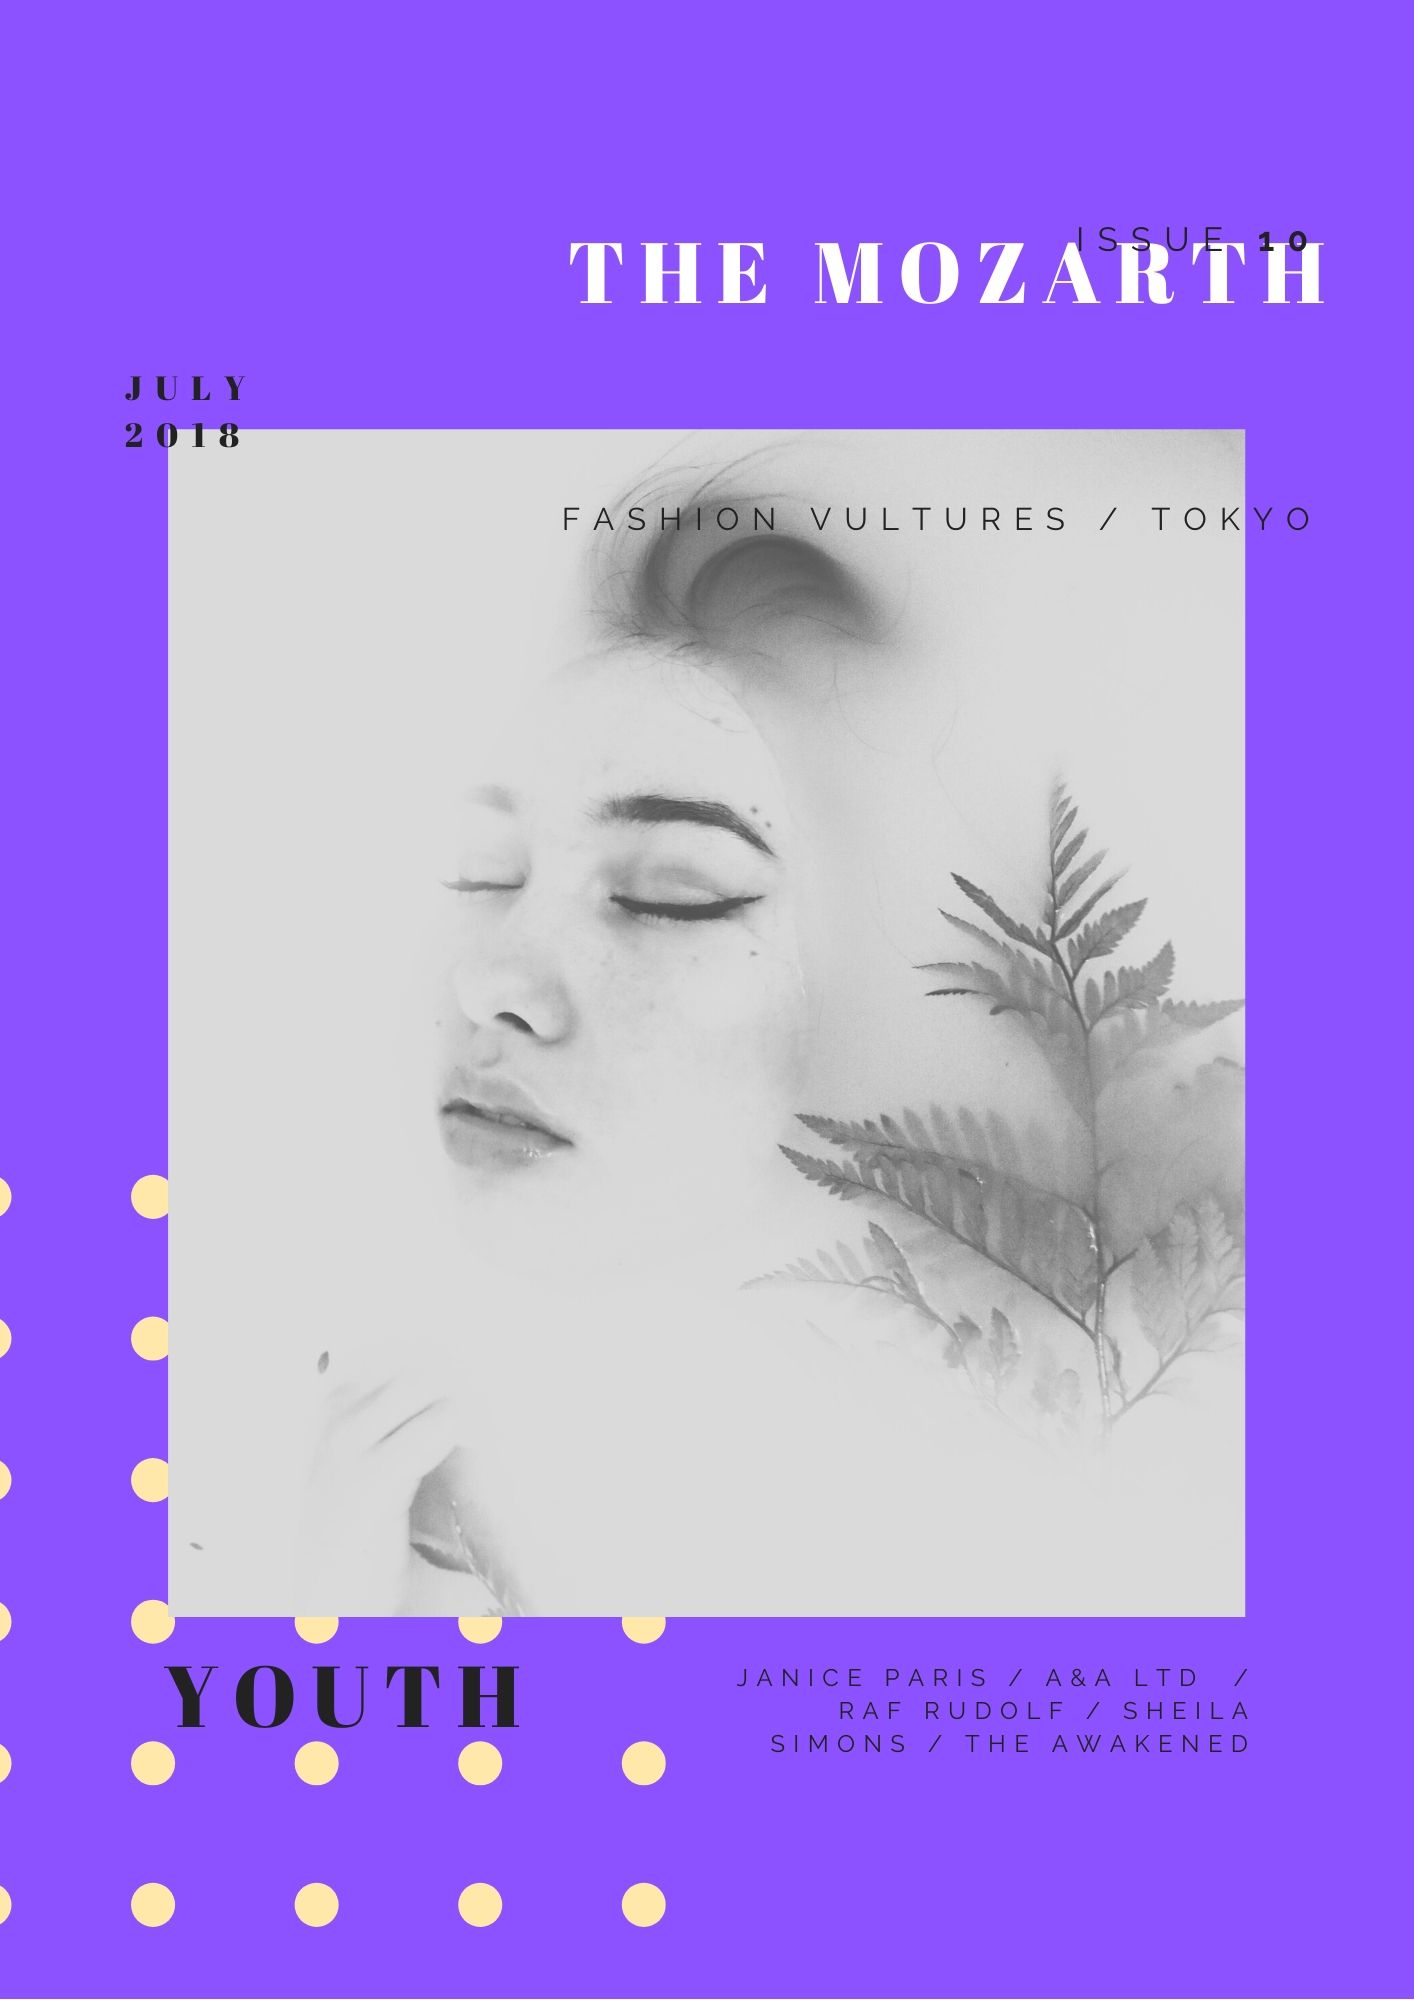 ISSUE 10
THE MOZARTH
JULY
2018
FASHION VULTURES / TOKYO
YOUTH
JANICE PARIS / A&A LTD /
RAF RUDOLF / SHEILA
SIMONS / THE AWAKENED